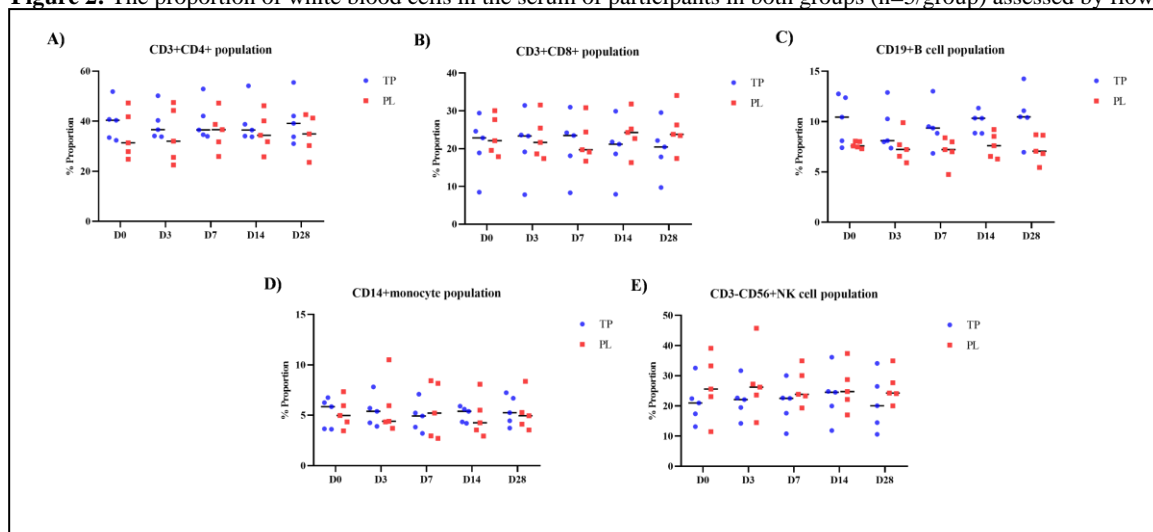 Figure 2. The proportion of white blood cells in the serum of participants in both groups (n=5/group) assessed by flow
A)
CD3+CD4+ population
% Proportion
60
40
20
0
D0 D3 D7 D14 D28
TP
PL
B)
CD3+CD8+ population
% Proportion
40
30
20
10
0
D0 D3 D7 D14 D28
TP
PL
C)
CD19+B cell population
% Proportion
15
10
5
0
D0 D3 D7 D14 D28
TP
PL
D)
CD14+monocyte population
% Proportion
15
10
5
0
D0 D3 D7 D14 D28
TP
PL
E)
CD3-CD56+NK cell population
% Proportion
50
40
30
20
10
0
D0 D3 D7 D14 D28
TP
PL